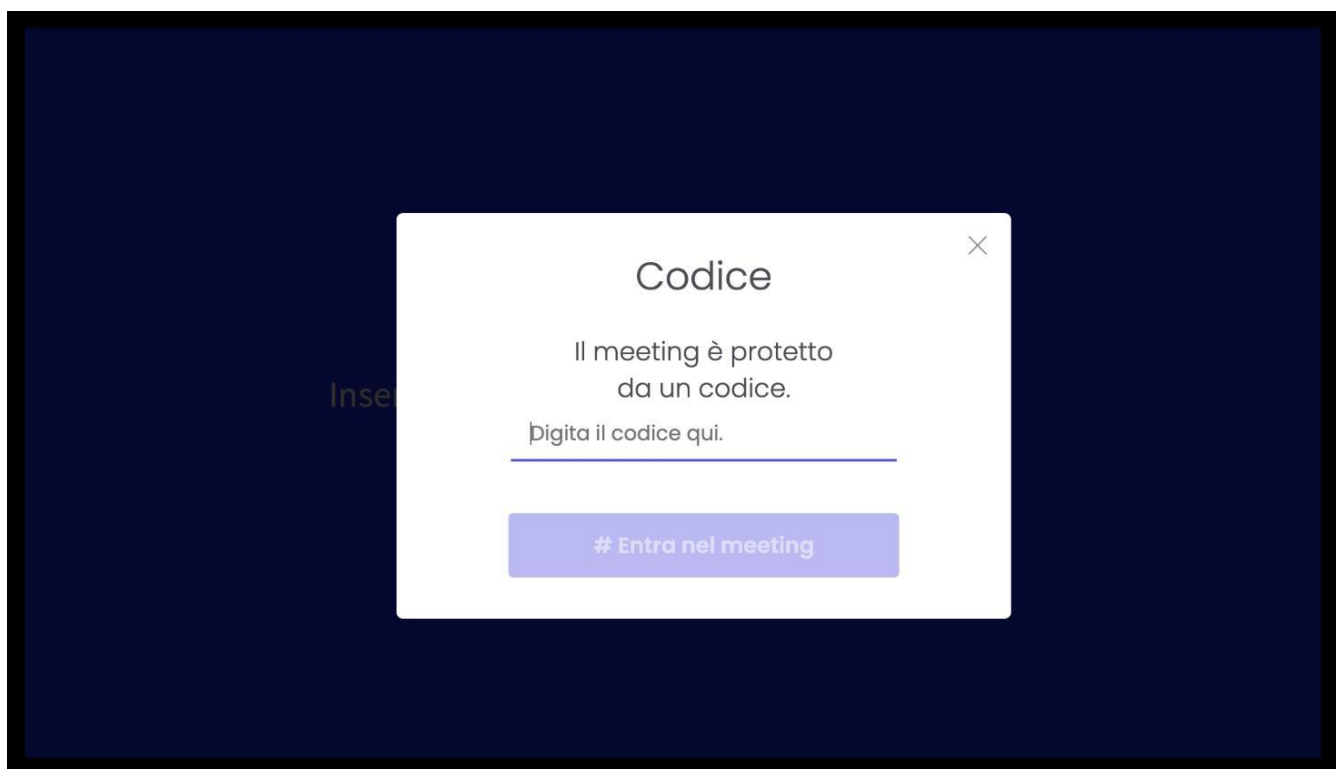 Codice
Il meeting è protetto
da un codice.
Digita il codice qui.
# Entra nel meeting